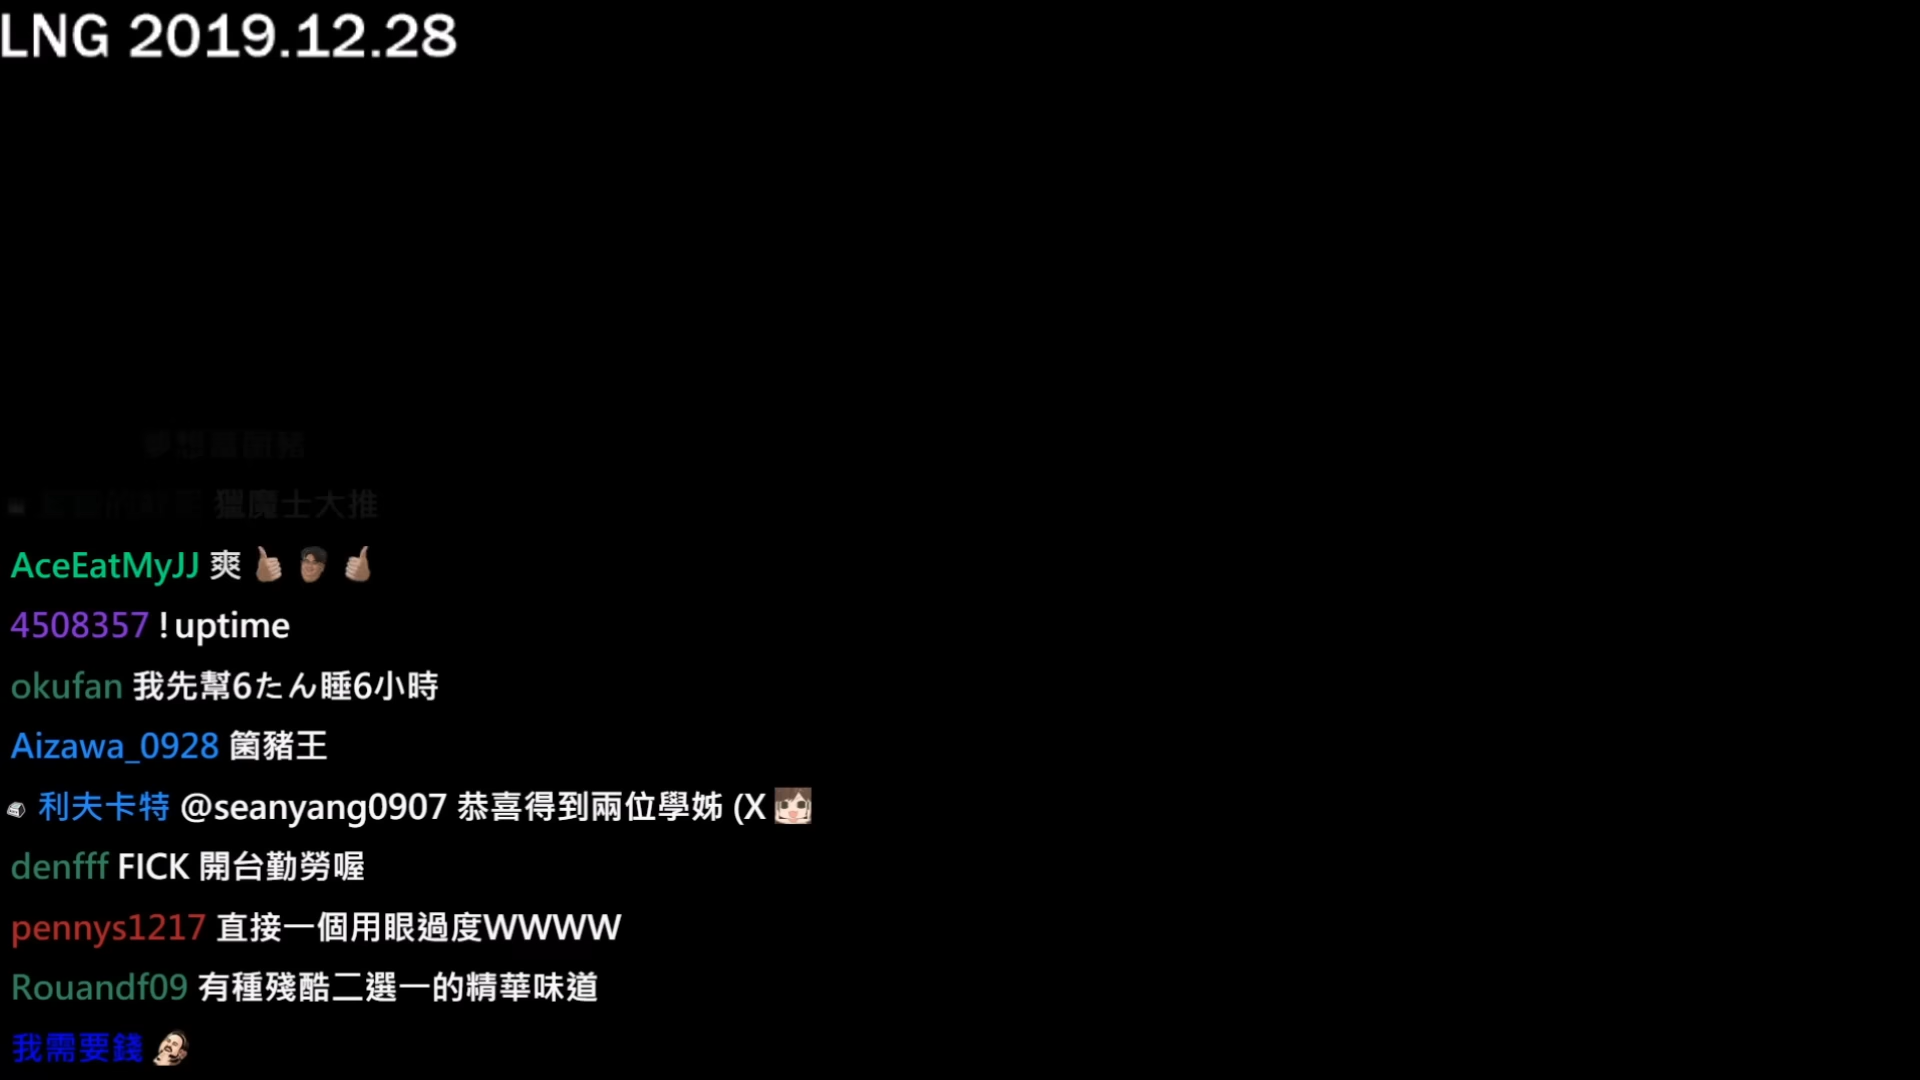 LNG 2019.12.28
獵魔士大推
AceEatMyJJ 爽
4508357 !uptime
okufan 我先幫6たん睡6小時
Aizawa_0928 菌豬王
利夫卡特 @seanyang0907 恭喜得到兩位學姊 (X
denfff FICK 開台勤勞喔
pennys1217 直接一個用眼過度WWWW
Rouandf09 有種殘酷二選一的精華味道
我需要錢